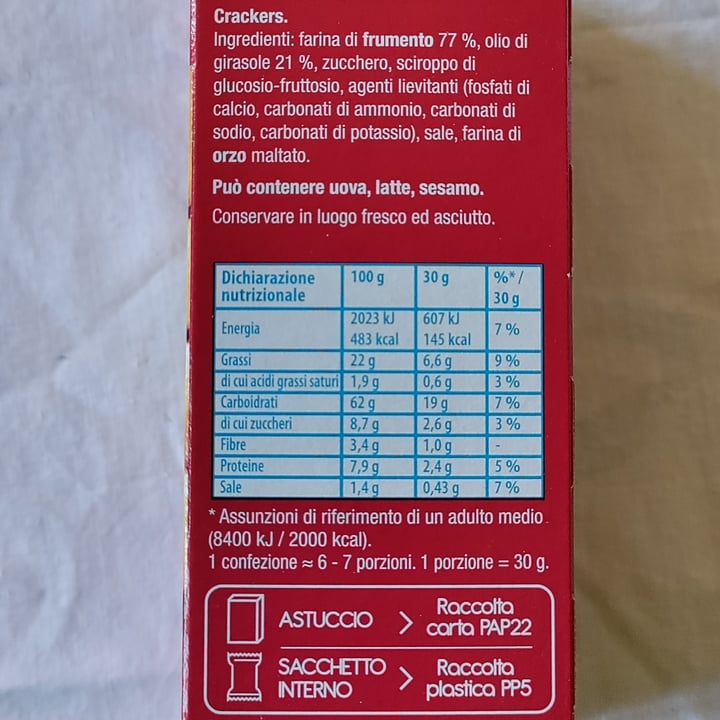 Crackers.
Ingredienti: farina di frumento 77 %, olio di
girasole 21 %, zucchero, sciroppo di
glucosio-fruttosio, agenti lievitanti (fosfati di
calcio, carbonati di ammonio, carbonati di
sodio, carbonati di potassio), sale, farina di
orzo maltato.
Può contenere uova, latte, sesamo.
Conservare in luogo fresco ed asciutto.
Dichiarazione nutrizionale 100 g 30 g %* / 30 g
Energia 2023 kJ 483 kcal 607 kJ 145 kcal 7 %
Grassi 22 g 6,6 g 9 %
di cui acidi grassi saturi 1,9 g 0,6 g 3 %
Carboidrati 62 g 19 g 7 %
di cui zuccheri 8,7 g 2,6 g 3 %
Fibre 3,4 g 1,0 g -
Proteine 7,9 g 2,4 g 5 %
Sale 1,4 g 0,43 g 7 %
* Assunzioni di riferimento di un adulto medio
(8400 kJ / 2000 kcal).
1 confezione ≈ 6 - 7 porzioni. 1 porzione = 30 g.
ASTUCCIO > Raccolta carta PAP22
SACCHETTO INTERNO > Raccolta plastica PP5